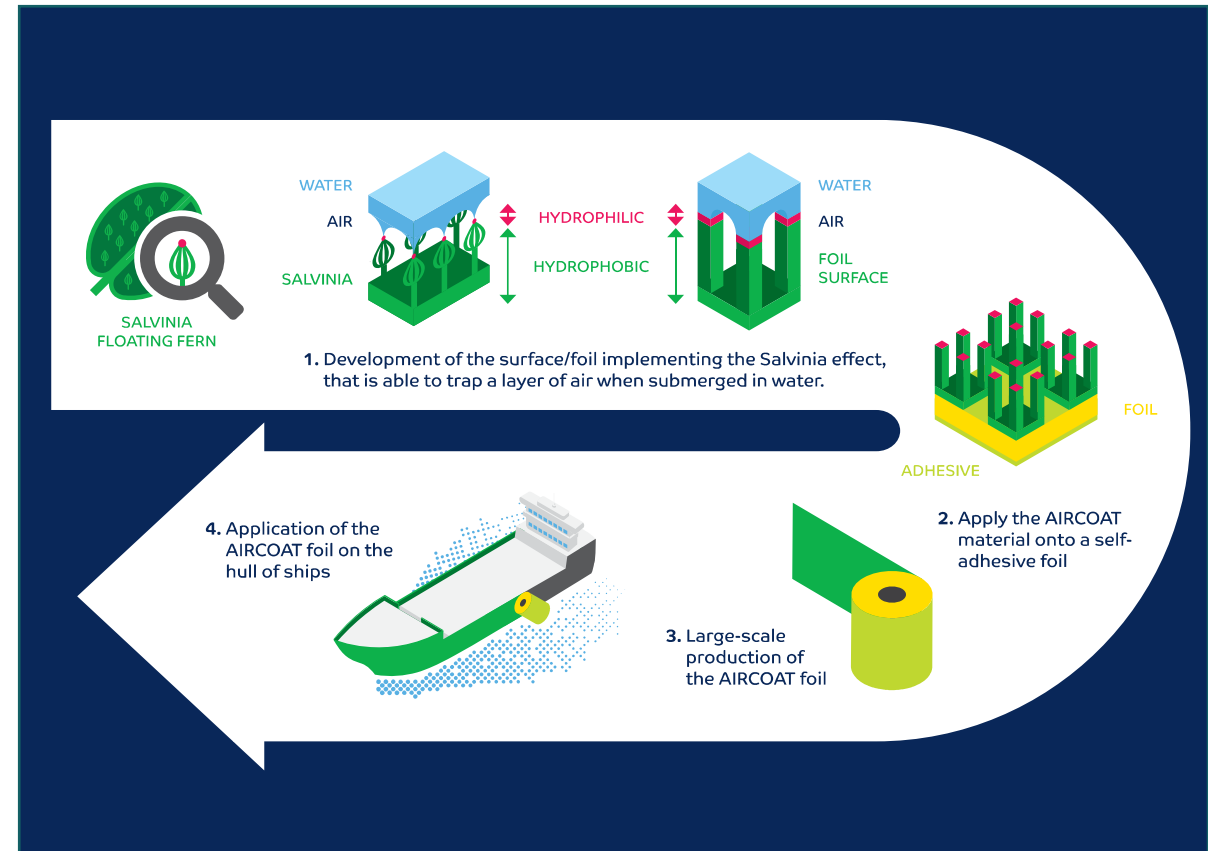 WATER
AIR
SALVINIA
HYDROPHILIC
HYDROPHOBIC
WATER
AIR
FOIL
SURFACE
SALVINIA
FLOATING FERN
1. Development of the surface/foil implementing the Salvinia effect,
that is able to trap a layer of air when submerged in water.
FOIL
ADHESIVE
2. Apply the AIRCOAT
material onto a self-
adhesive foil
3. Large-scale
production of
the AIRCOAT foil
4. Application of the
AIRCOAT foil on the
hull of ships